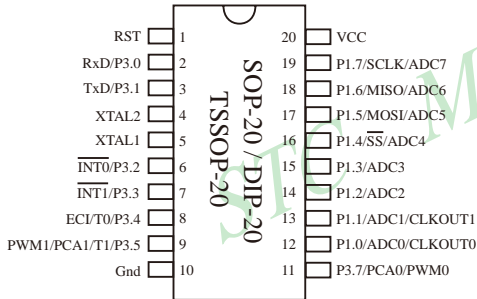 RST 1 20 VCC
RxD/P3.0 2 19 P1.7/SCLK/ADC7
TxD/P3.1 3 18 P1.6/MISO/ADC6
XTAL2 4 17 P1.5/MOSI/ADC5
XTAL1 5 16 P1.4/S̅S̅/ADC4
I̅N̅T̅0̅/P3.2 6 15 P1.3/ADC3
I̅N̅T̅1̅/P3.3 7 14 P1.2/ADC2
ECI/T0/P3.4 8 13 P1.1/ADC1/CLKOUT1
PWM1/PCA1/T1/P3.5 9 12 P1.0/ADC0/CLKOUT0
Gnd 10 11 P3.7/PCA0/PWM0
SOP-20 / DIP-20
TSSOP-20
STC M